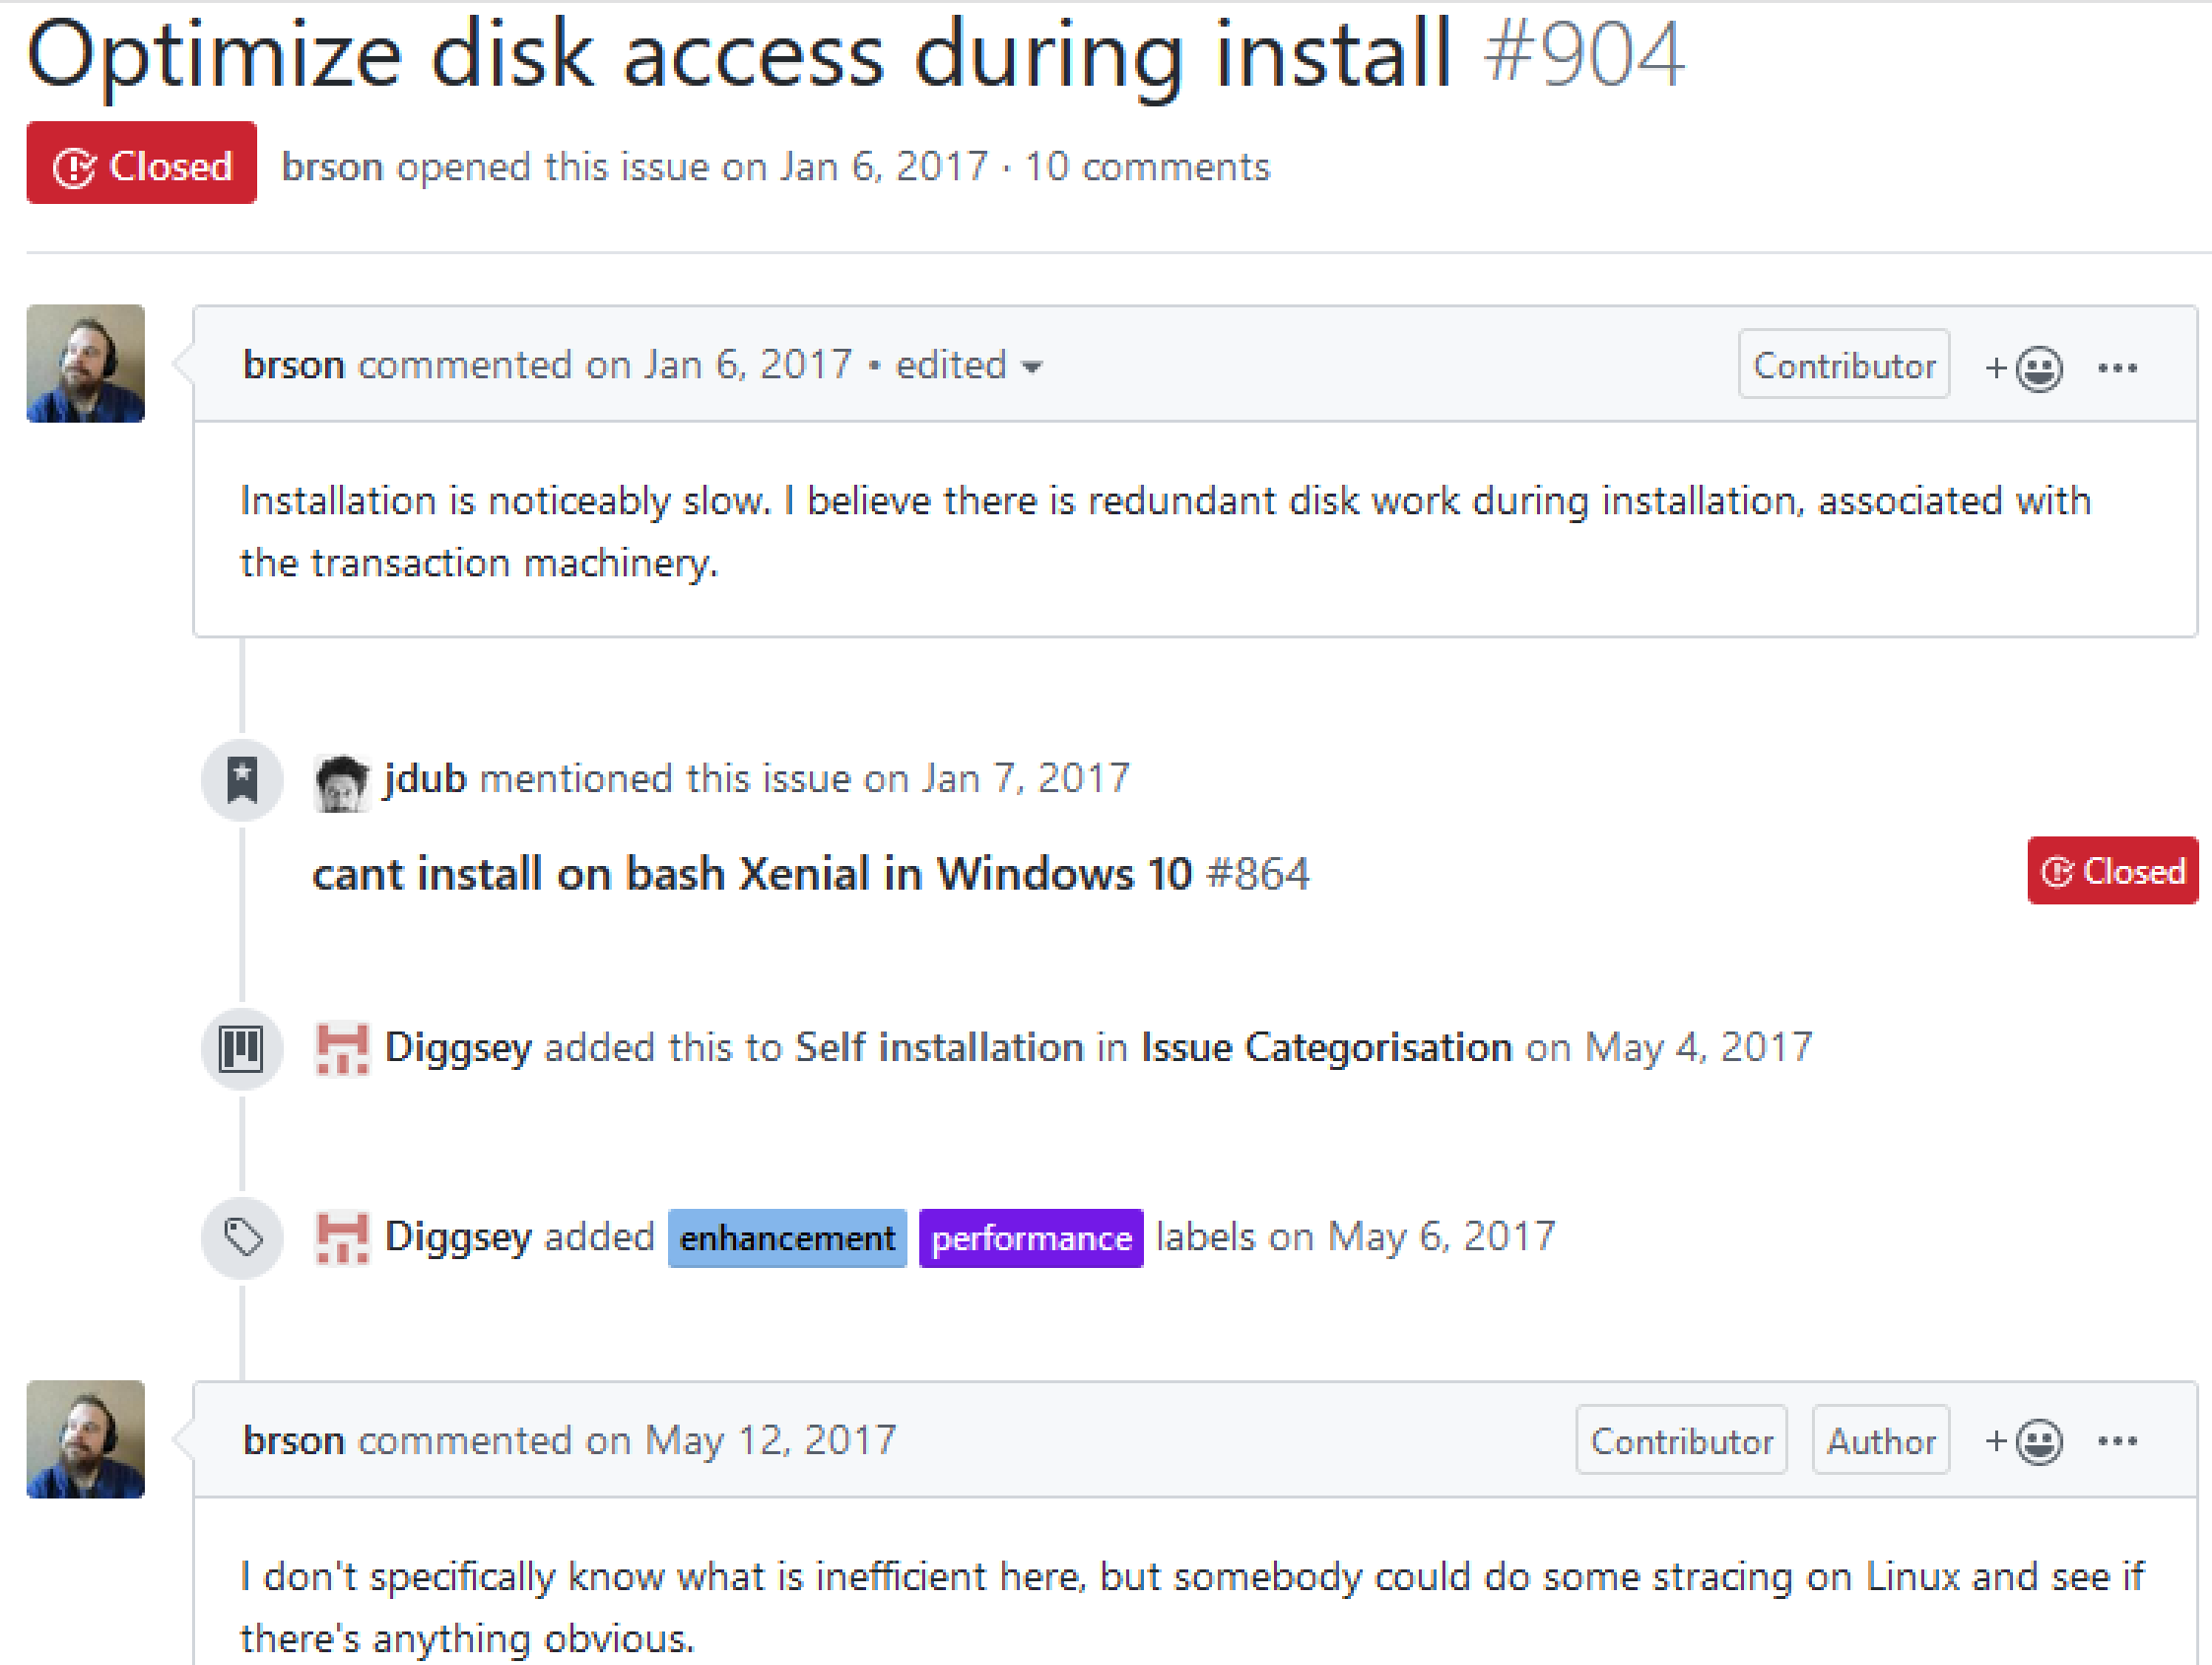 Optimize disk access during install #904
Closed brson opened this issue on Jan 6, 2017 · 10 comments
brson commented on Jan 6, 2017 • edited Contributor + ···
Installation is noticeably slow. I believe there is redundant disk work during installation, associated with
the transaction machinery.
jdub mentioned this issue on Jan 7, 2017
cant install on bash Xenial in Windows 10 #864 Closed
Diggsey added this to Self installation in Issue Categorisation on May 4, 2017
Diggsey added enhancement performance labels on May 6, 2017
brson commented on May 12, 2017 Contributor Author + ···
I don't specifically know what is inefficient here, but somebody could do some stracing on Linux and see if
there's anything obvious.